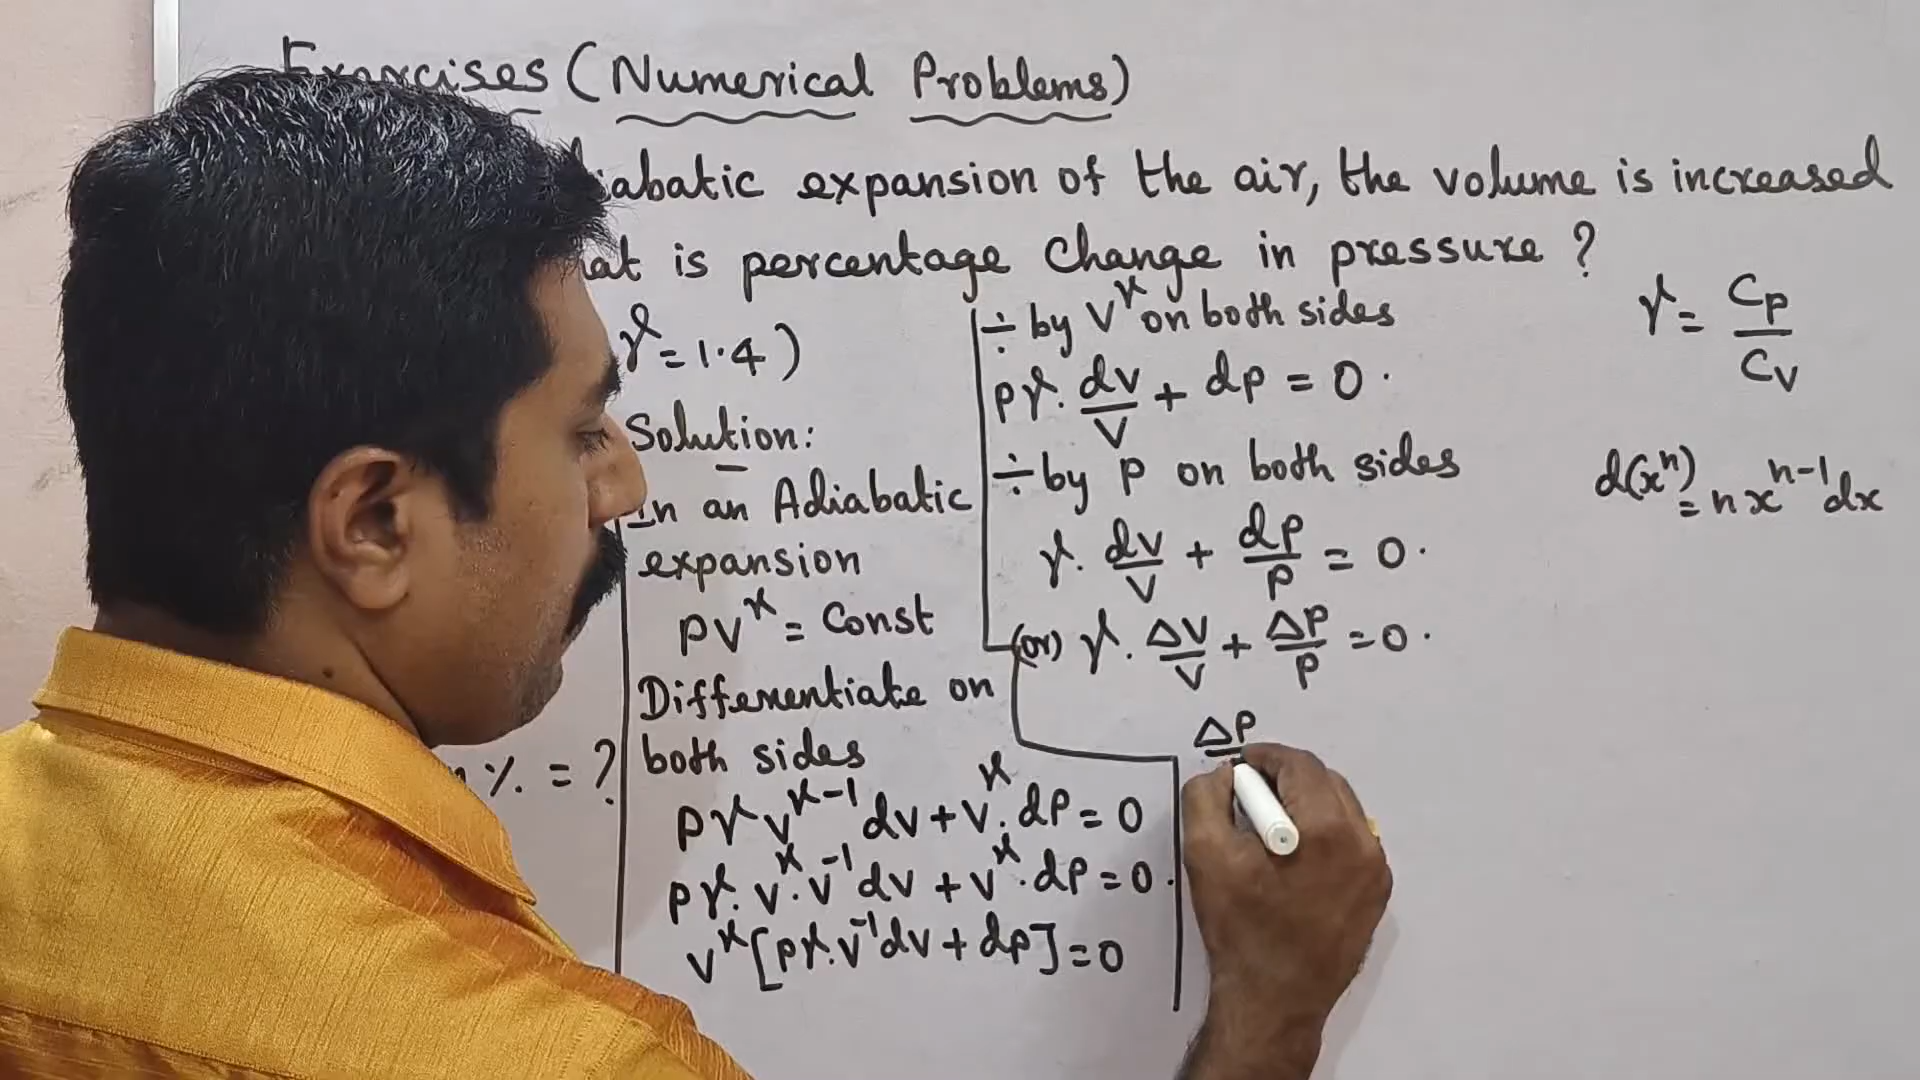 Exercises (Numerical Problems)
expansion of the air, the volume is increased
is percentage change in pressure ?
γ = 1.4 )
Solution:
In an Adiabatic
expansion
PV^γ = Const
Differentiate on
both sides
Pγ V^γ-1 dV + V^γ. dP = 0
Pγ. V^γ. V^-1 dV + V^γ. dP = 0.
V^γ [Pγ. V^-1 dV + dP] = 0
% = ?
÷ by V^γ on both sides
Pγ. dV/V + dP = 0.
÷ by P on both sides
γ. dV/V + dP/P = 0.
(or) γ. ΔV/V + ΔP/P = 0.
ΔP
γ = CP/CV
d(x^n) = n x^n-1 dx